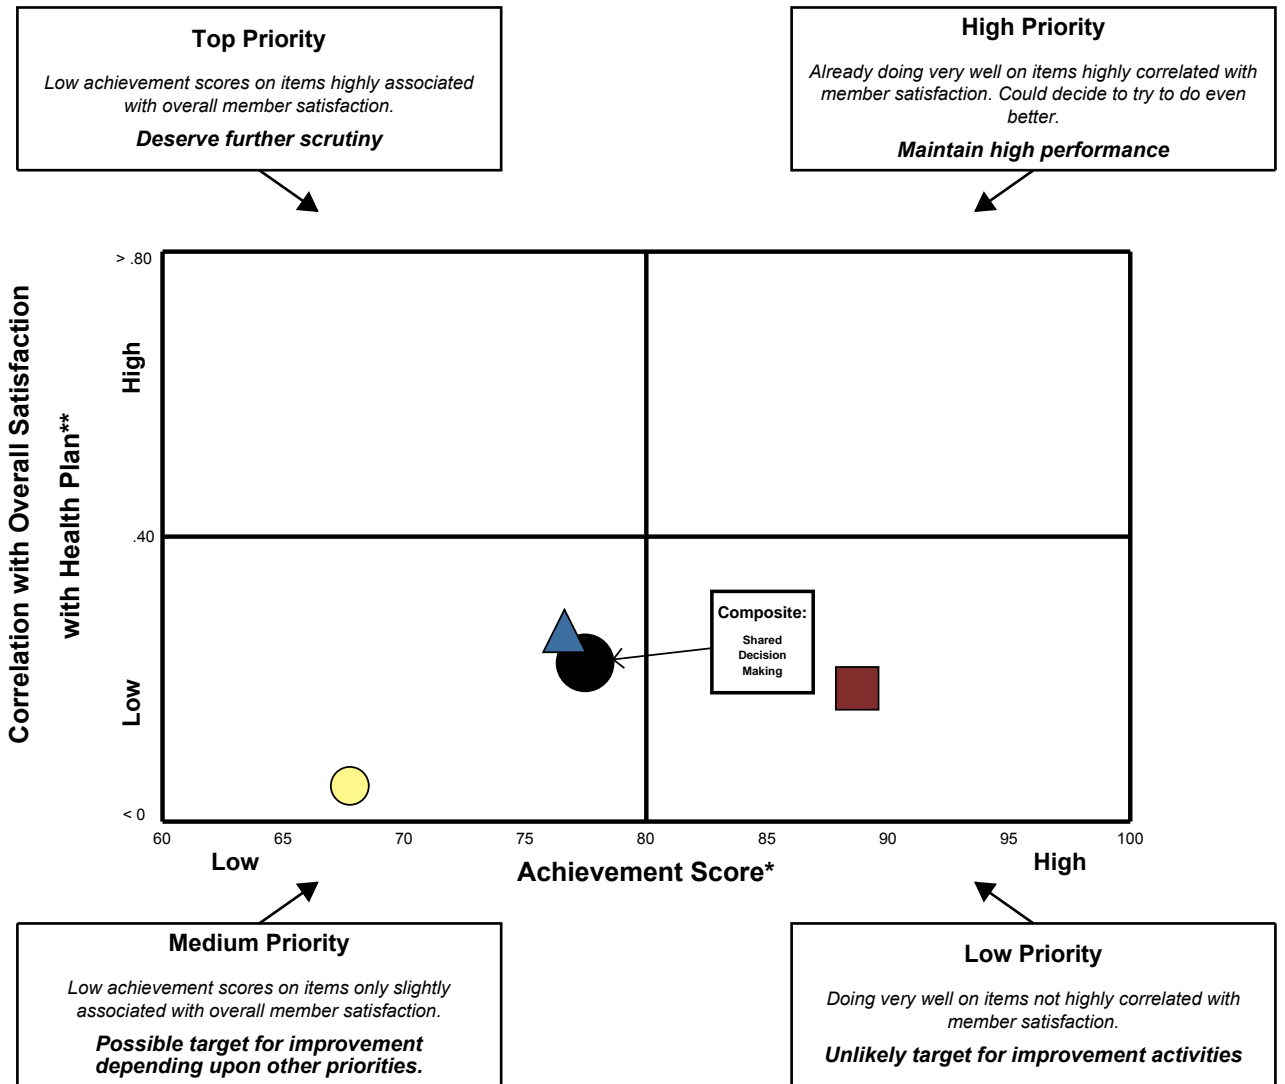 Top Priority
Low achievement scores on items highly associated
with overall member satisfaction.
Deserve further scrutiny
High Priority
Already doing very well on items highly correlated with
member satisfaction. Could decide to try to do even
better.
Maintain high performance
Correlation with Overall Satisfaction
with Health Plan**
> .80
High
.40
Low
< 0
Composite:
Shared
Decision
Making
60 65 70 75 80 85 90 95 100
Low Achievement Score* High
Medium Priority
Low achievement scores on items only slightly
associated with overall member satisfaction.
Possible target for improvement
depending upon other priorities.
Low Priority
Doing very well on items not highly correlated with
member satisfaction.
Unlikely target for improvement activities